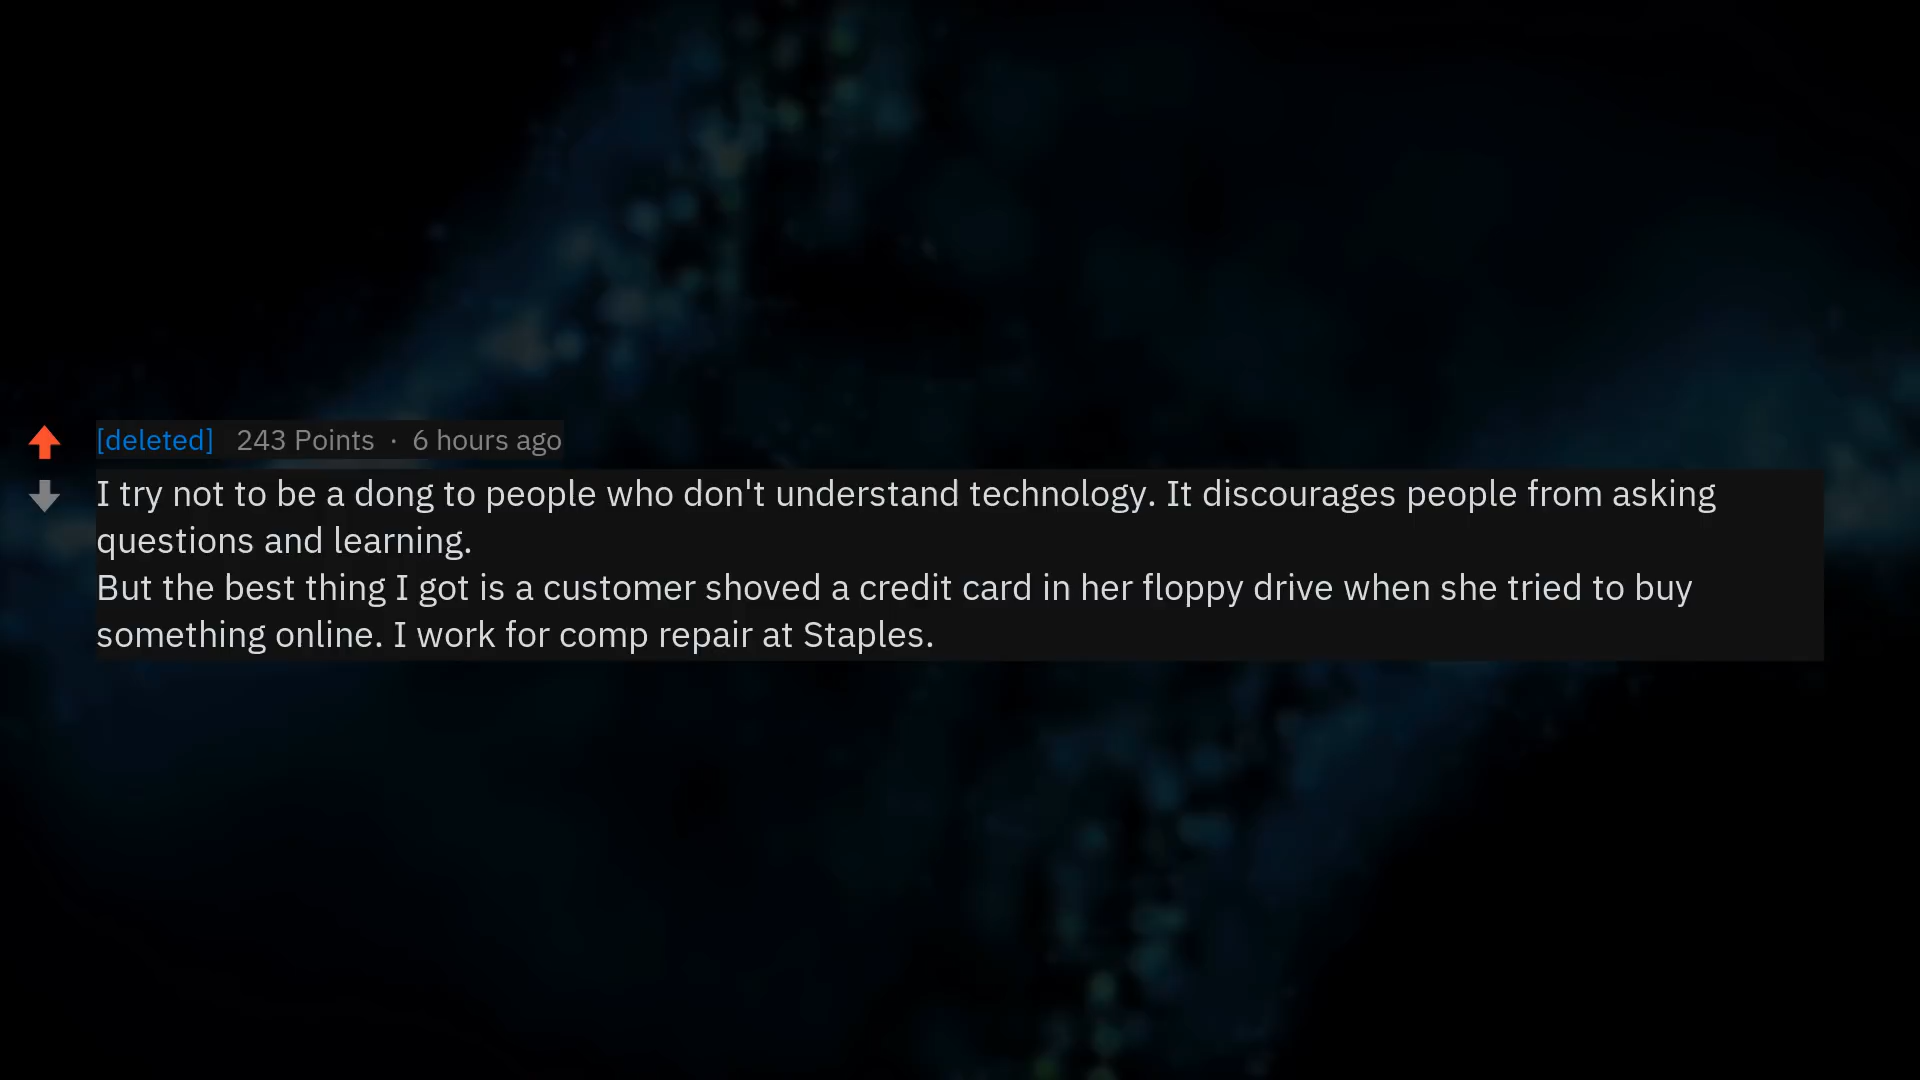 [deleted] 243 Points · 6 hours ago
I try not to be a dong to people who don't understand technology. It discourages people from asking
questions and learning.
But the best thing I got is a customer shoved a credit card in her floppy drive when she tried to buy
something online. I work for comp repair at Staples.